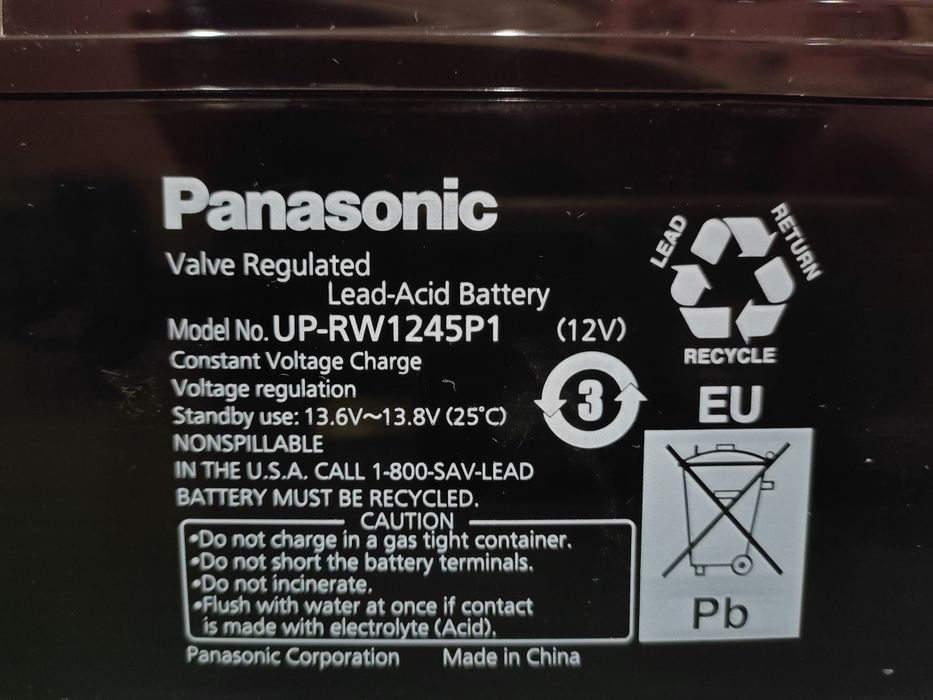 Panasonic
Valve Regulated
Lead-Acid Battery
Model No. UP-RW1245P1 (12V)
Constant Voltage Charge
Voltage regulation
Standby use: 13.6V~13.8V (25°C)
NONSPILLABLE
IN THE U.S.A. CALL 1-800-SAV-LEAD
BATTERY MUST BE RECYCLED.
CAUTION
•Do not charge in a gas tight container.
•Do not short the battery terminals.
•Do not incinerate.
•Flush with water at once if contact
is made with electrolyte (Acid).
Panasonic Corporation Made in China
3
LEAD
RETURN
RECYCLE
EU
Pb